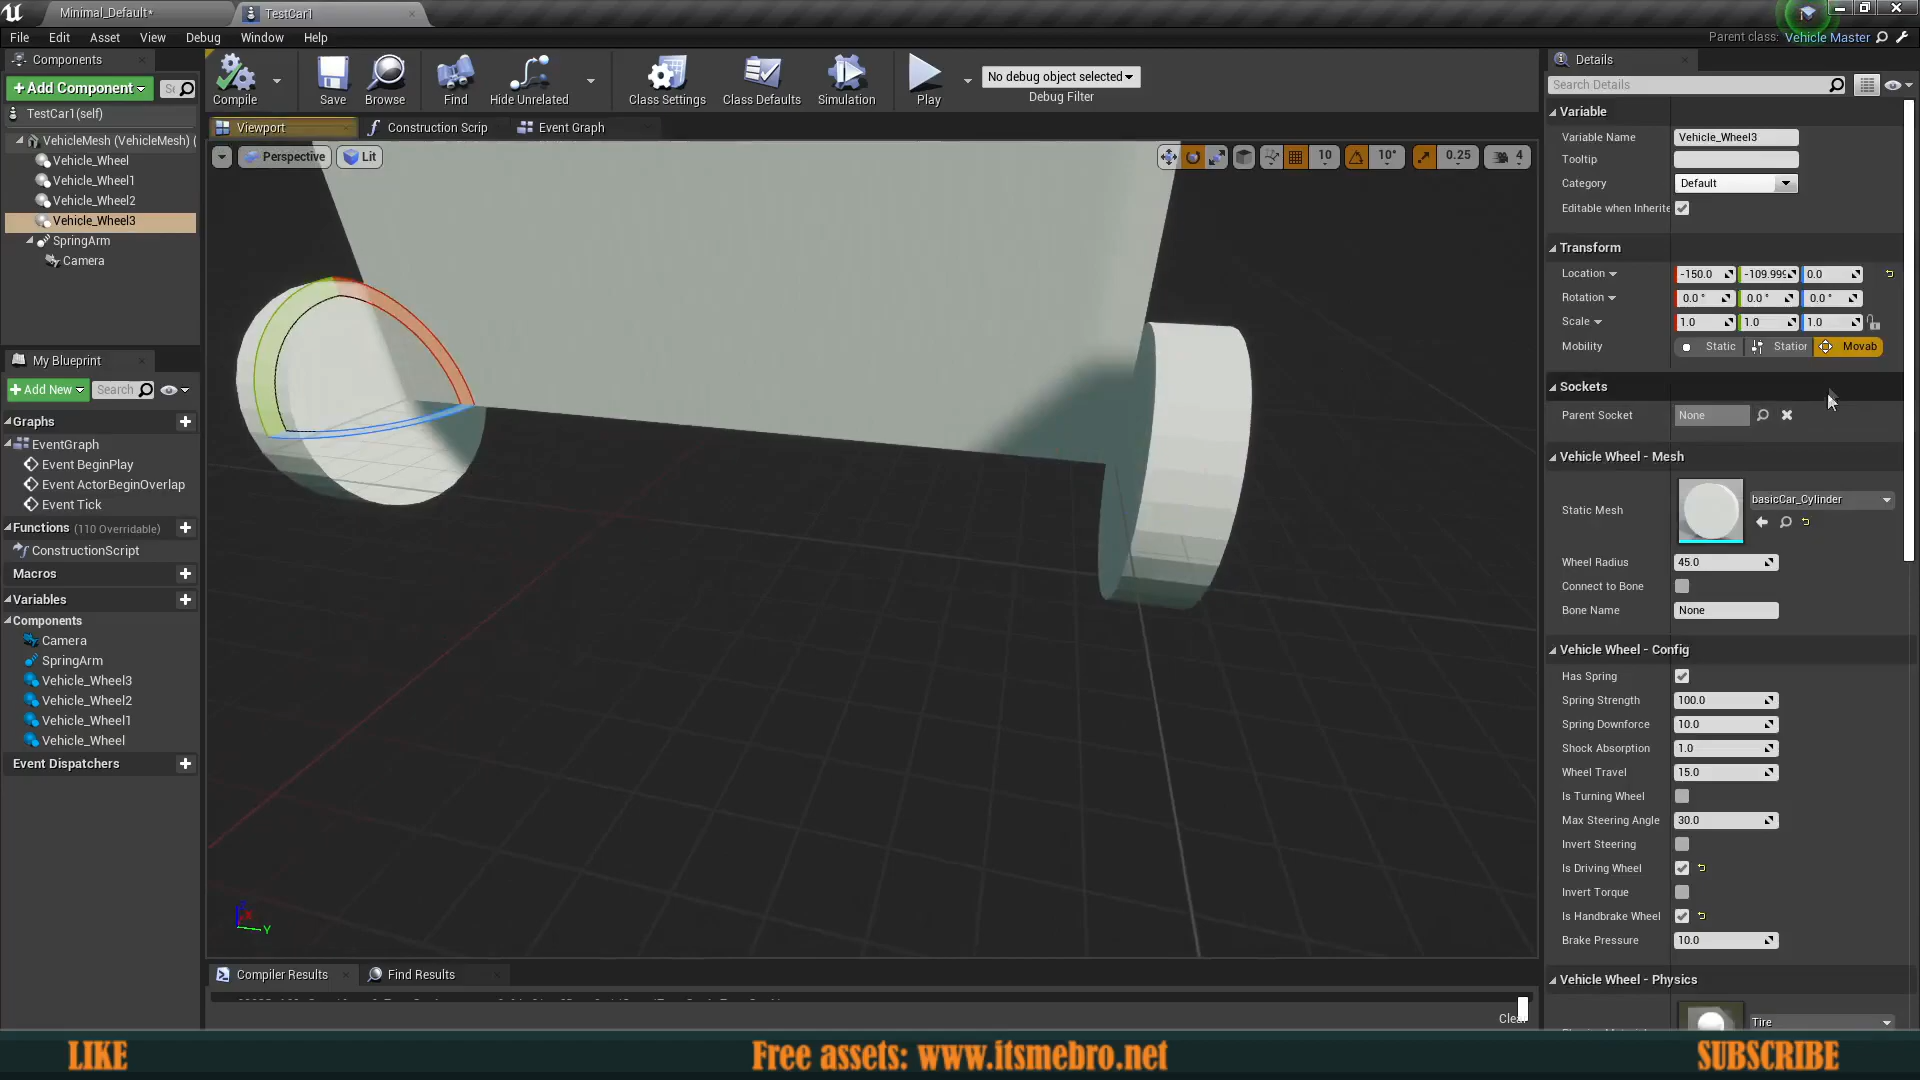 Minimal_Default*
TestCar1
File Edit Asset View Debug Window Help
Parent class: Vehicle Master
Components
+Add Component
TestCar1(self)
VehicleMesh (VehicleMesh) (
Vehicle_Wheel
Vehicle_Wheel1
Vehicle_Wheel2
Vehicle_Wheel3
SpringArm
Camera
My Blueprint
+Add New
Search
Graphs
EventGraph
Event BeginPlay
Event ActorBeginOverlap
Event Tick
Functions (110 Overridable)
ConstructionScript
Macros
Variables
Components
Camera
SpringArm
Vehicle_Wheel3
Vehicle_Wheel2
Vehicle_Wheel1
Vehicle_Wheel
Event Dispatchers
Compile
Save
Browse
Find
Hide Unrelated
Class Settings
Class Defaults
Simulation
Play
No debug object selected
Debug Filter
Viewport
Construction Scrip
Event Graph
Perspective
Lit
10
10°
0.25
4
Y
Compiler Results
Find Results
Clear
Details
Search Details
Variable
Variable Name Vehicle_Wheel3
Tooltip
Category Default
Editable when Inherite
Transform
Location -150.0 -109.999 0.0
Rotation 0.0 ° 0.0 ° 0.0 °
Scale 1.0 1.0 1.0
Mobility Static Station Movab
Sockets
Parent Socket None
Vehicle Wheel - Mesh
Static Mesh basicCar_Cylinder
Wheel Radius 45.0
Connect to Bone
Bone Name None
Vehicle Wheel - Config
Has Spring
Spring Strength 100.0
Spring Downforce 10.0
Shock Absorption 1.0
Wheel Travel 15.0
Is Turning Wheel
Max Steering Angle 30.0
Invert Steering
Is Driving Wheel
Invert Torque
Is Handbrake Wheel
Brake Pressure 10.0
Vehicle Wheel - Physics
Tire
LIKE
Free assets: www.itsmebro.net
SUBSCRIBE